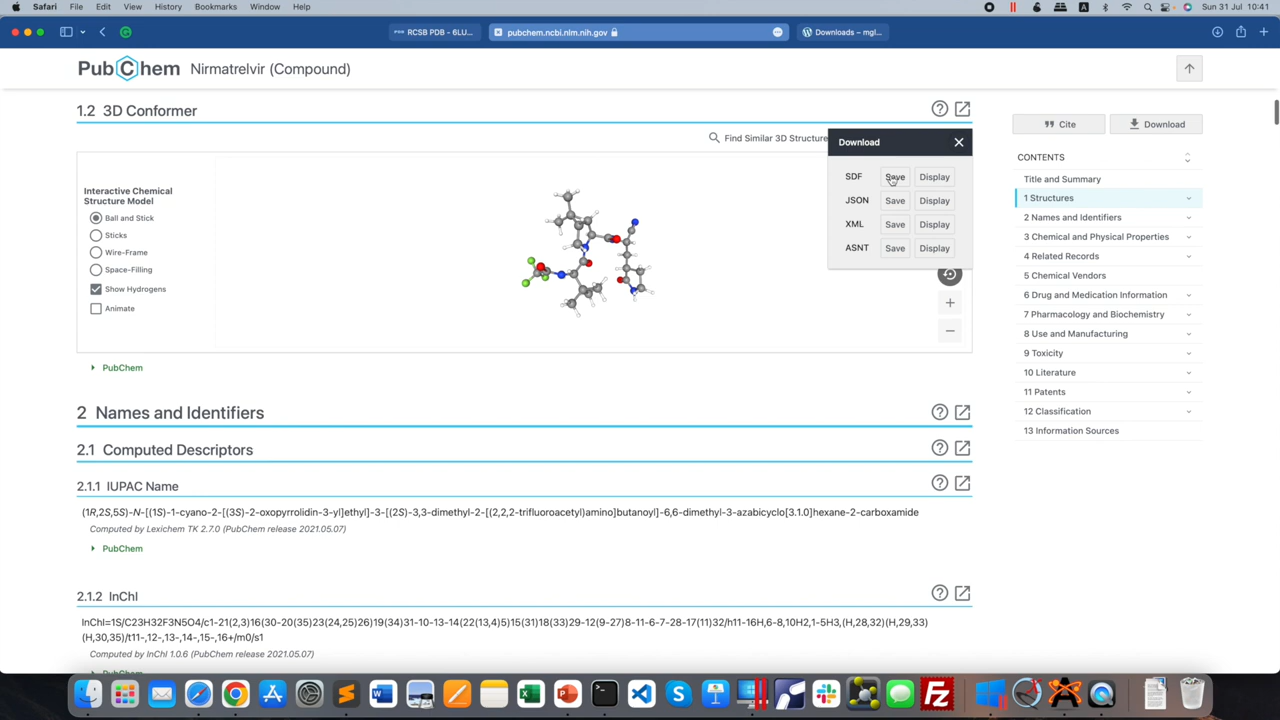 Safari File Edit View History Bookmarks Window Help A Sun 31 Jul 10:41
RCSB PDB - 6LU... pubchem.ncbi.nlm.nih.gov Downloads – mgl...
PubChem Nirmatrelvir (Compound)
1.2 3D Conformer
Find Similar 3D Structure
Download
SDF Save Display
JSON Save Display
XML Save Display
ASNT Save Display
Interactive Chemical
Structure Model
Ball and Stick
Sticks
Wire-Frame
Space-Filling
Show Hydrogens
Animate
PubChem
2 Names and Identifiers
2.1 Computed Descriptors
2.1.1 IUPAC Name
(1R,2S,5S)-N-[(1S)-1-cyano-2-[(3S)-2-oxopyrrolidin-3-yl]ethyl]-3-[(2S)-3,3-dimethyl-2-[(2,2,2-trifluoroacetyl)amino]butanoyl]-6,6-dimethyl-3-azabicyclo[3.1.0]hexane-2-carboxamide
Computed by Lexichem TK 2.7.0 (PubChem release 2021.05.07)
PubChem
2.1.2 InChI
InChI=1S/C23H32F3N5O4/c1-21(2,3)16(30-20(35)23(24,25)26)19(34)31-10-13-14(22(13,4)5)15(31)18(33)29-12(9-27)8-11-6-7-28-17(11)32/h11-16H,6-8,10H2,1-5H3,(H,28,32)(H,29,33)
(H,30,35)/t11-,12-,13-,14-,15-,16+/m0/s1
Computed by InChI 1.0.6 (PubChem release 2021.05.07)
PubChem
Cite Download
CONTENTS
Title and Summary
1 Structures
2 Names and Identifiers
3 Chemical and Physical Properties
4 Related Records
5 Chemical Vendors
6 Drug and Medication Information
7 Pharmacology and Biochemistry
8 Use and Manufacturing
9 Toxicity
10 Literature
11 Patents
12 Classification
13 Information Sources